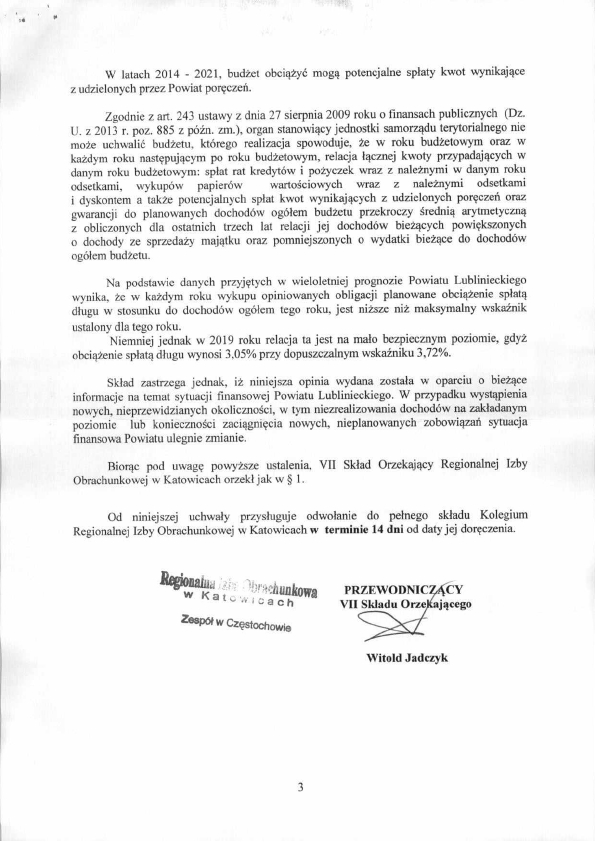 W latach 2014 - 2021, budżet obciążyć mogą potencjalne spłaty kwot wynikające
z udzielonych przez Powiat poręczeń.
Zgodnie z art. 243 ustawy z dnia 27 sierpnia 2009 roku o finansach publicznych (Dz.
U. z 2013 r. poz. 885 z późn. zm.), organ stanowiący jednostki samorządu terytorialnego nie
może uchwalić budżetu, którego realizacja spowoduje, że w roku budżetowym oraz w
każdym roku następującym po roku budżetowym, relacja łącznej kwoty przypadających w
danym roku budżetowym: spłat rat kredytów i pożyczek wraz z należnymi w danym roku
odsetkami, wykupów papierów wartościowych wraz z należnymi odsetkami
i dyskontem a także potencjalnych spłat kwot wynikających z udzielonych poręczeń oraz
gwarancji do planowanych dochodów ogółem budżetu przekroczy średnią arytmetyczną
z obliczonych dla ostatnich trzech lat relacji jej dochodów bieżących powiększonych
o dochody ze sprzedaży majątku oraz pomniejszonych o wydatki bieżące do dochodów
ogółem budżetu.
Na podstawie danych przyjętych w wieloletniej prognozie Powiatu Lublinieckiego
wynika, że w każdym roku wykupu opiniowanych obligacji planowane obciążenie spłatą
długu w stosunku do dochodów ogółem tego roku, jest niższe niż maksymalny wskaźnik
ustalony dla tego roku.
Niemniej jednak w 2019 roku relacja ta jest na mało bezpiecznym poziomie, gdyż
obciążenie spłatą długu wynosi 3,05% przy dopuszczalnym wskaźniku 3,72%.
Skład zastrzega jednak, iż niniejsza opinia wydana została w oparciu o bieżące
informacje na temat sytuacji finansowej Powiatu Lublinieckiego. W przypadku wystąpienia
nowych, nieprzewidzianych okoliczności, w tym niezrealizowania dochodów na zakładanym
poziomie lub konieczności zaciągnięcia nowych, nieplanowanych zobowiązań sytuacja
finansowa Powiatu ulegnie zmianie.
Biorąc pod uwagę powyższe ustalenia, VII Skład Orzekający Regionalnej Izby
Obrachunkowej w Katowicach orzekł jak w § 1.
Od niniejszej uchwały przysługuje odwołanie do pełnego składu Kolegium
Regionalnej Izby Obrachunkowej w Katowicach w terminie 14 dni od daty jej doręczenia.
Regionalna Izba Obrachunkowa
w Katowicach
Zespół w Częstochowie
PRZEWODNICZĄCY
VII Składu Orzekającego
Witold Jadczyk
3